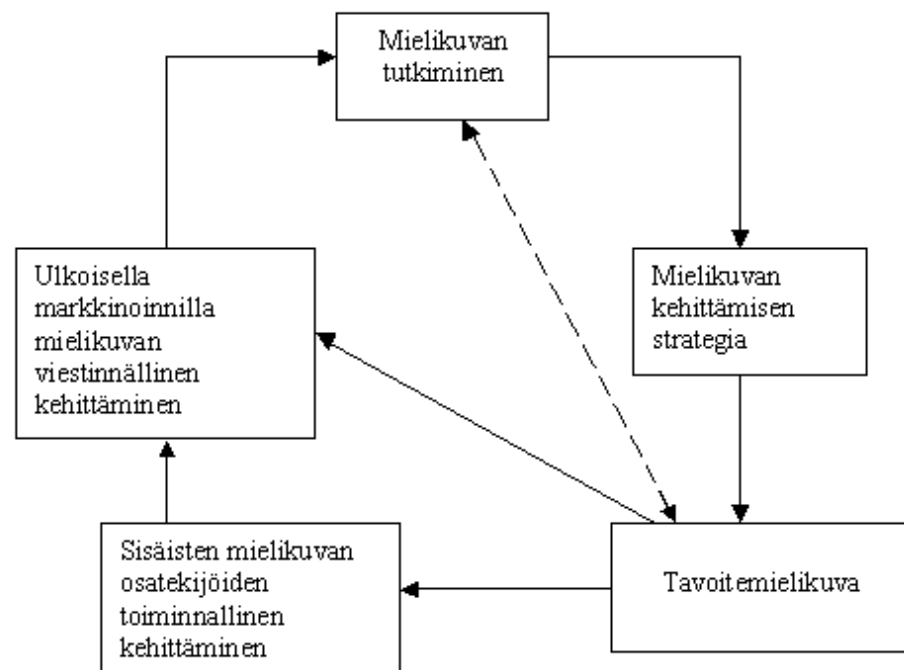 Mielikuvan
tutkiminen
Ulkoisella
markkinoinnilla
mielikuvan
viestinnällinen
kehittäminen
Mielikuvan
kehittämisen
strategia
Sisäisten mielikuvan
osatekijöiden
toiminnallinen
kehittäminen
Tavoitemielikuva